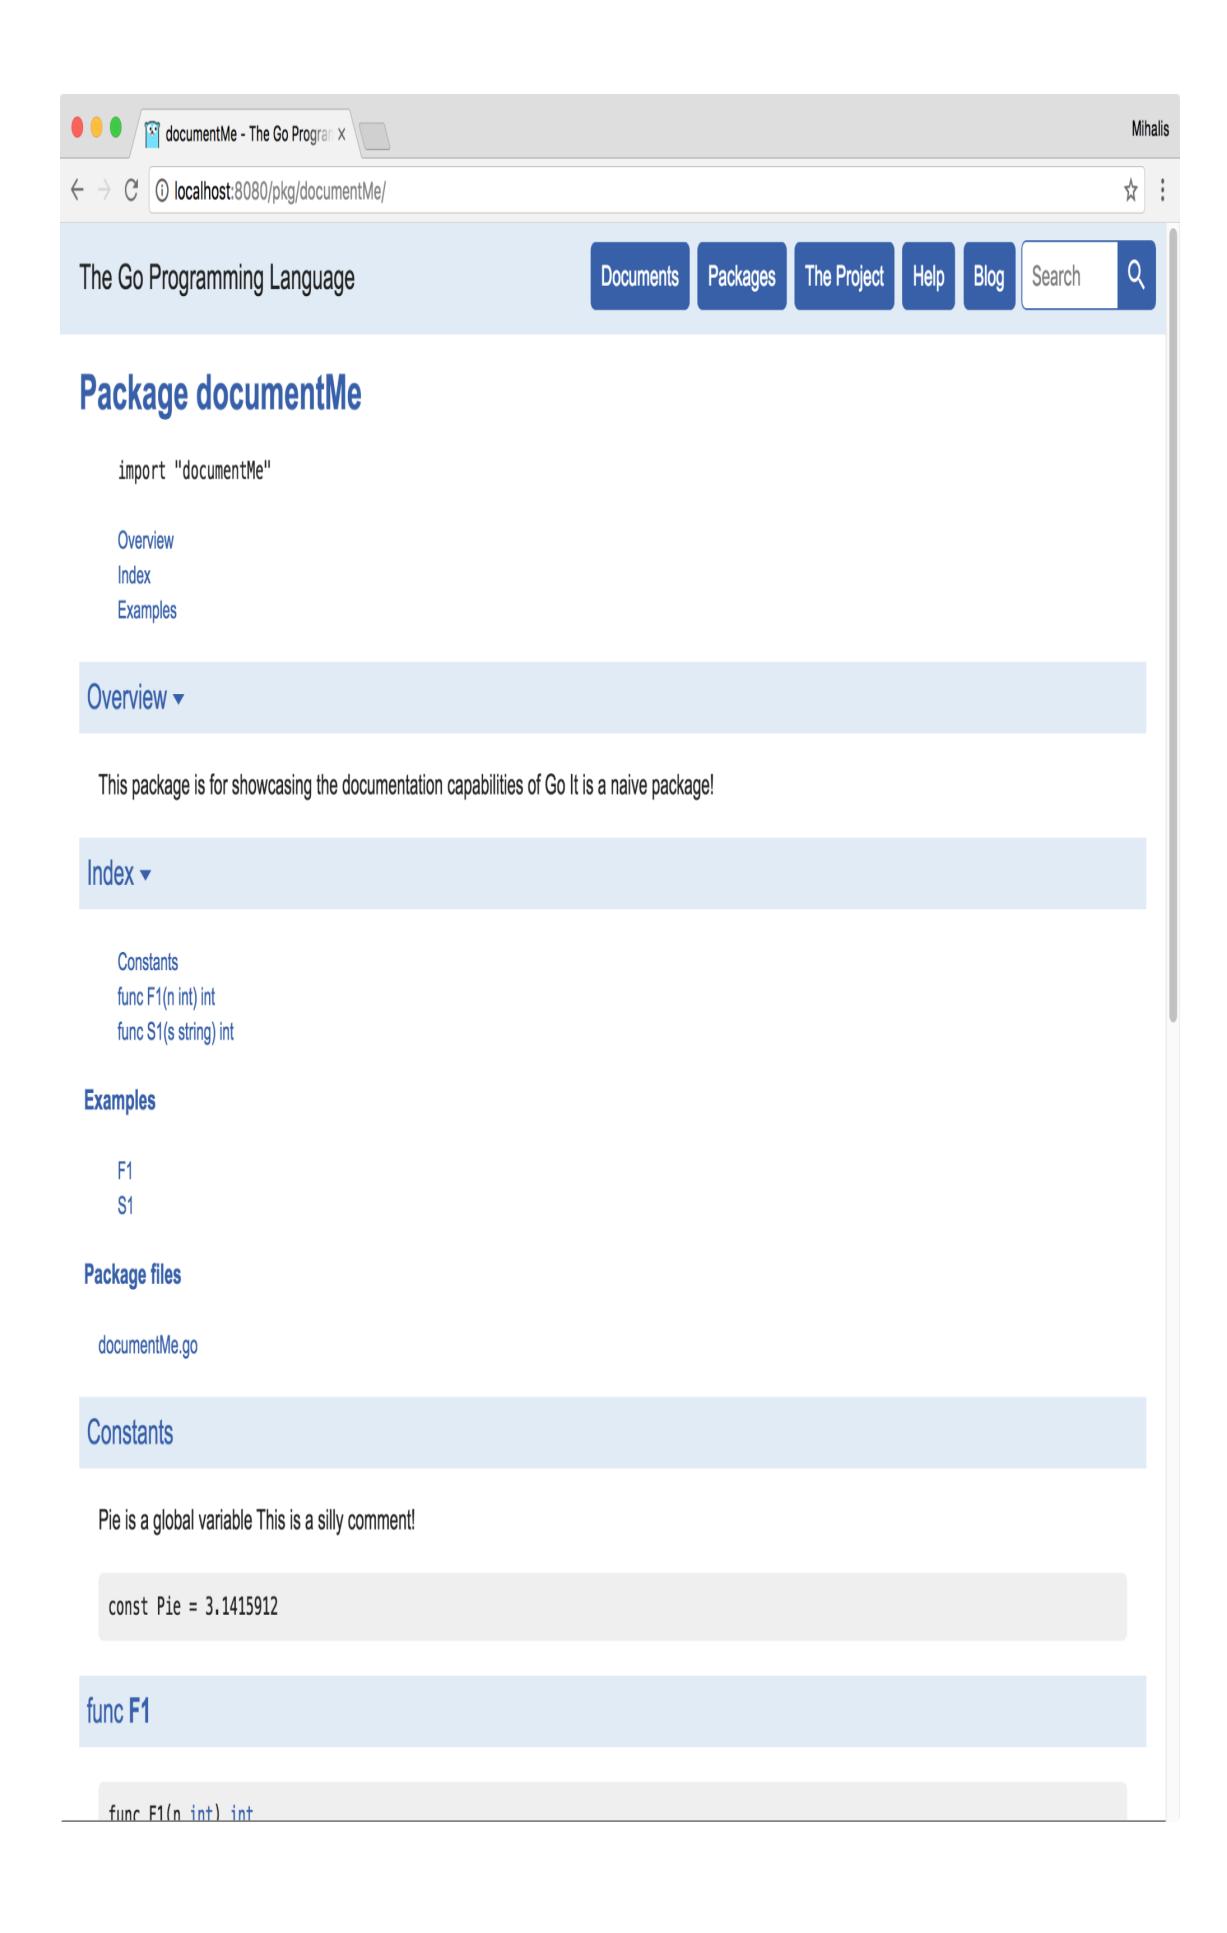 documentMe - The Go Progran
Mihalis
localhost:8080/pkg/documentMe/
The Go Programming Language
Documents
Packages
The Project
Help
Blog
Search
Package documentMe
import "documentMe"
Overview
Index
Examples
Overview ▾
This package is for showcasing the documentation capabilities of Go It is a naive package!
Index ▾
Constants
func F1(n int) int
func S1(s string) int
Examples
F1
S1
Package files
documentMe.go
Constants
Pie is a global variable This is a silly comment!
const Pie = 3.1415912
func F1
func F1(n int) int